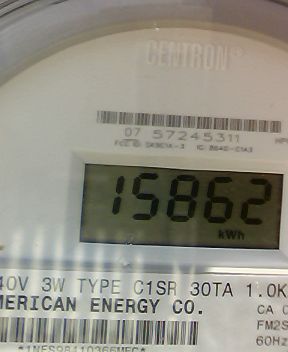 CENTRON®
07 57245311
15862
kWh
40V 3W TYPE C1SR 30TA 1.0K
MERICAN ENERGY CO.
CA
FM2S
60Hz